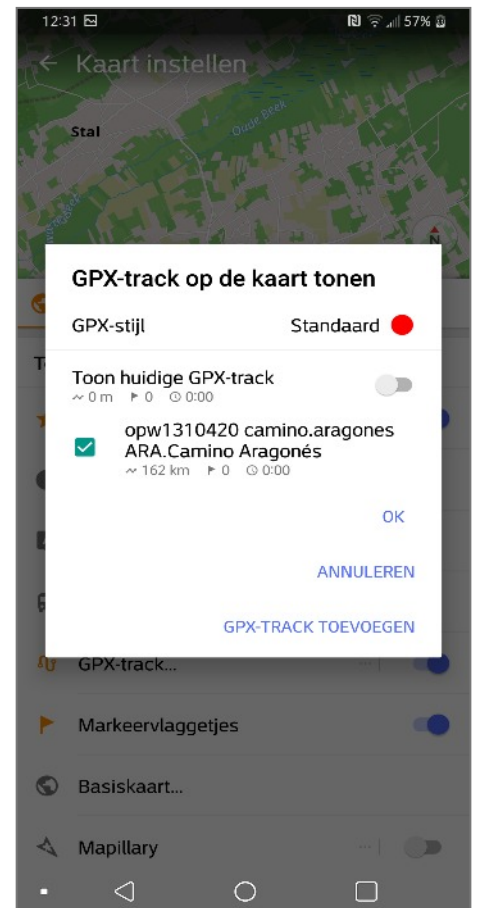 12:31
57%
Kaart instellen
Oude Beek
Stal
N
GPX-track op de kaart tonen
GPX-stijl Standaard
Toon huidige GPX-track
0 m 0 0:00
opw1310420 camino.aragones
ARA.Camino Aragonés
162 km 0 0:00
OK
ANNULEREN
GPX-TRACK TOEVOEGEN
GPX-track...
Markeervlaggetjes
Basiskaart...
Mapillary